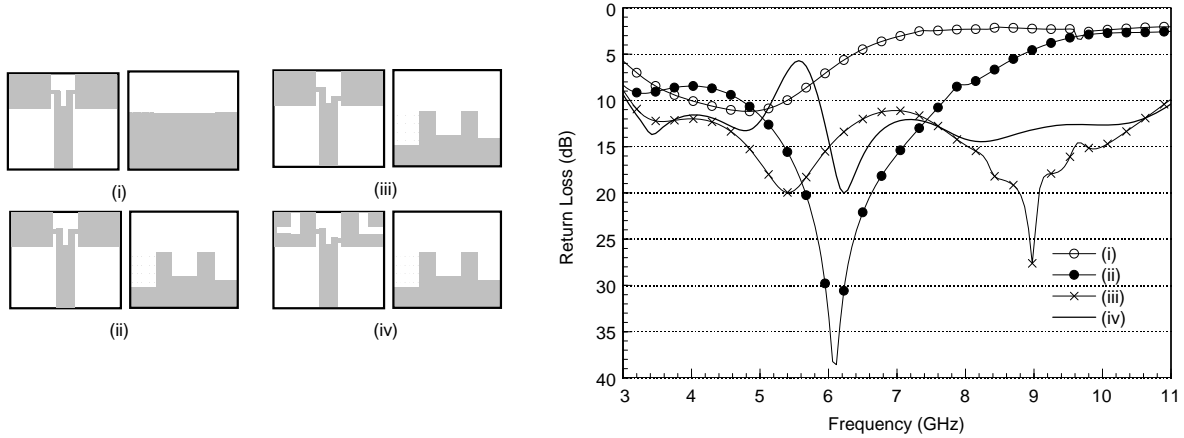 (i)
(iii)
(ii)
(iv)
0
5
10
15
20
25
30
35
40
Return Loss (dB)
3 4 5 6 7 8 9 10 11
Frequency (GHz)
(i)
(ii)
(iii)
(iv)